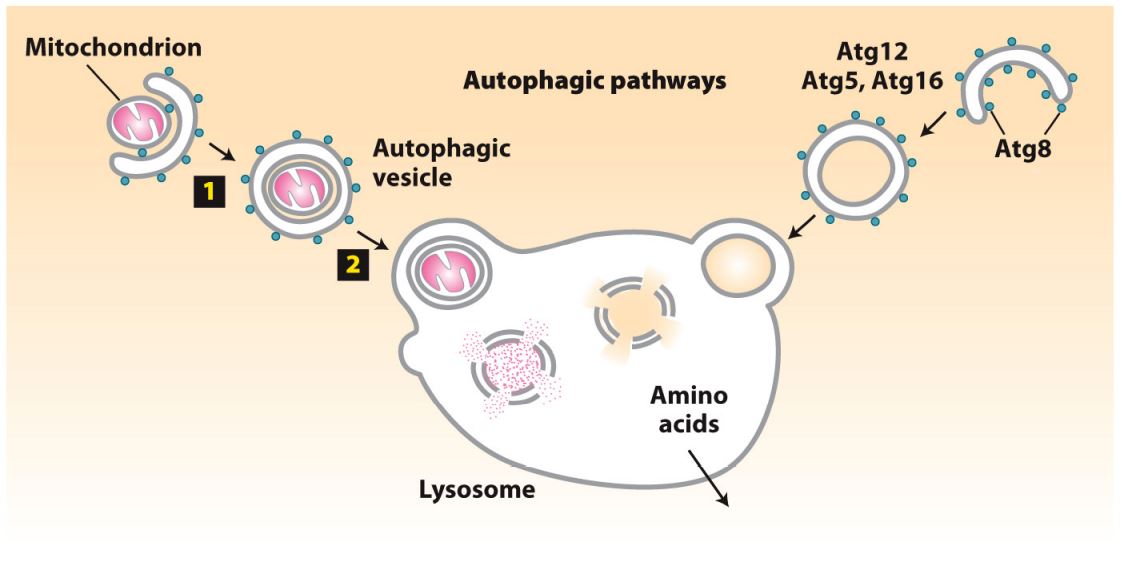 Mitochondrion
Autophagic pathways
Atg12
Atg5, Atg16
Atg8
Autophagic
vesicle
1
2
Amino
acids
Lysosome